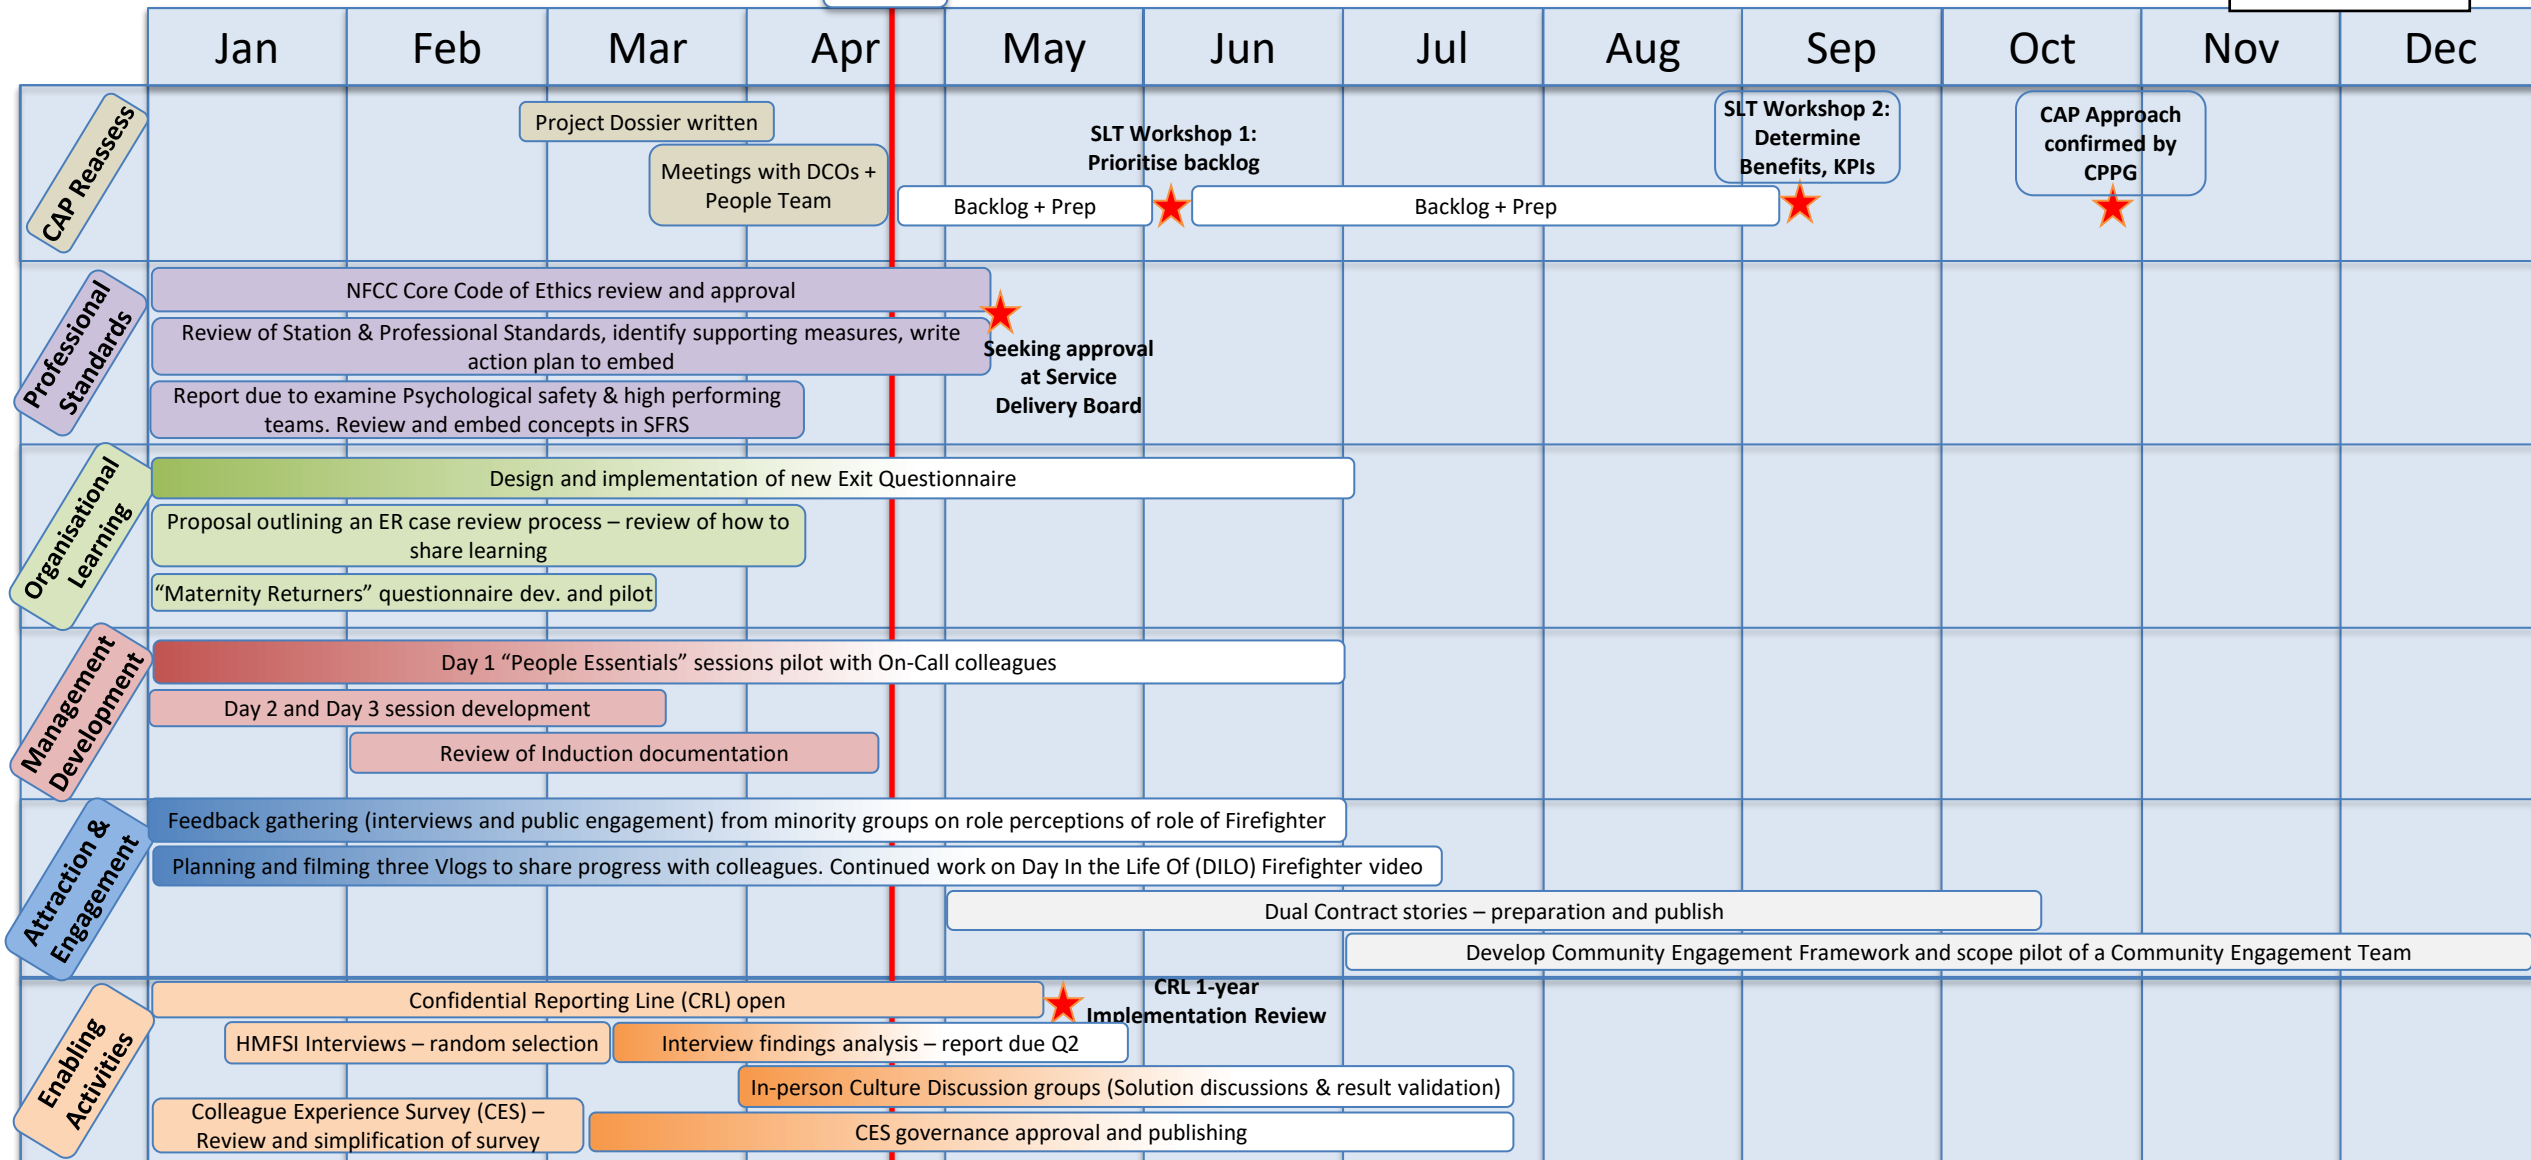 Jan Feb Mar Apr May Jun Jul Aug Sep Oct Nov Dec
CAP Reassess
Project Dossier written
Meetings with DCOs +
People Team
Backlog + Prep
SLT Workshop 1:
Prioritise backlog
Backlog + Prep
SLT Workshop 2:
Determine
Benefits, KPIs
CAP Approach
confirmed by
CPPG
Professional
Standards
NFCC Core Code of Ethics review and approval
Review of Station & Professional Standards, identify supporting measures, write
action plan to embed
Seeking approval
at Service
Delivery Board
Report due to examine Psychological safety & high performing
teams. Review and embed concepts in SFRS
Organisational
Learning
Design and implementation of new Exit Questionnaire
Proposal outlining an ER case review process – review of how to
share learning
“Maternity Returners” questionnaire dev. and pilot
Management
Development
Day 1 “People Essentials” sessions pilot with On-Call colleagues
Day 2 and Day 3 session development
Review of Induction documentation
Attraction &
Engagement
Feedback gathering (interviews and public engagement) from minority groups on role perceptions of role of Firefighter
Planning and filming three Vlogs to share progress with colleagues. Continued work on Day In the Life Of (DILO) Firefighter video
Dual Contract stories – preparation and publish
Develop Community Engagement Framework and scope pilot of a Community Engagement Team
Enabling
Activities
Confidential Reporting Line (CRL) open
CRL 1-year
Implementation Review
HMFSI Interviews – random selection
Interview findings analysis – report due Q2
In-person Culture Discussion groups (Solution discussions & result validation)
Colleague Experience Survey (CES) –
Review and simplification of survey
CES governance approval and publishing